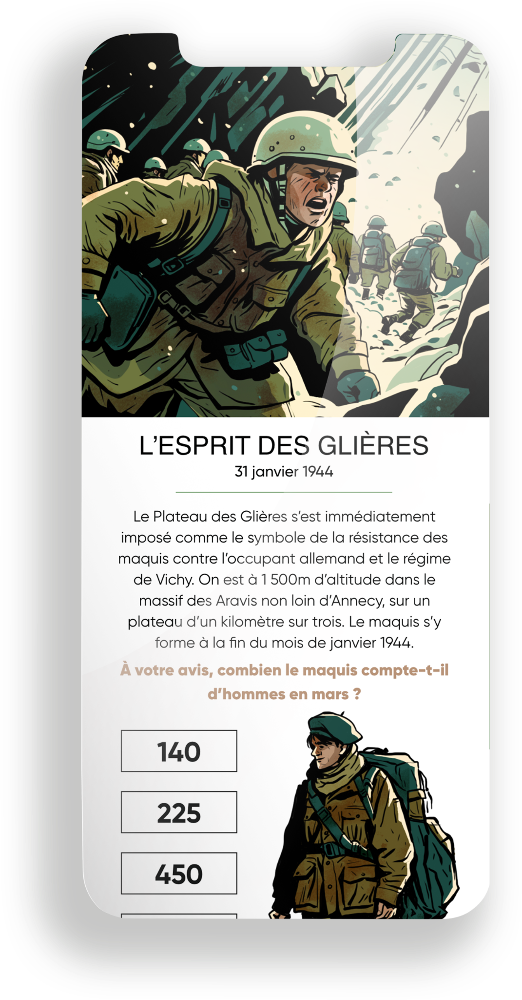 L’ESPRIT DES GLIÈRES
31 janvier 1944
Le Plateau des Glières s’est immédiatement
imposé comme le symbole de la résistance des
maquis contre l’occupant allemand et le régime
de Vichy. On est à 1 500m d’altitude dans le
massif des Aravis non loin d’Annecy, sur un
plateau d’un kilomètre sur trois. Le maquis s’y
forme à la fin du mois de janvier 1944.
À votre avis, combien le maquis compte-t-il
d’hommes en mars ?
140
225
450